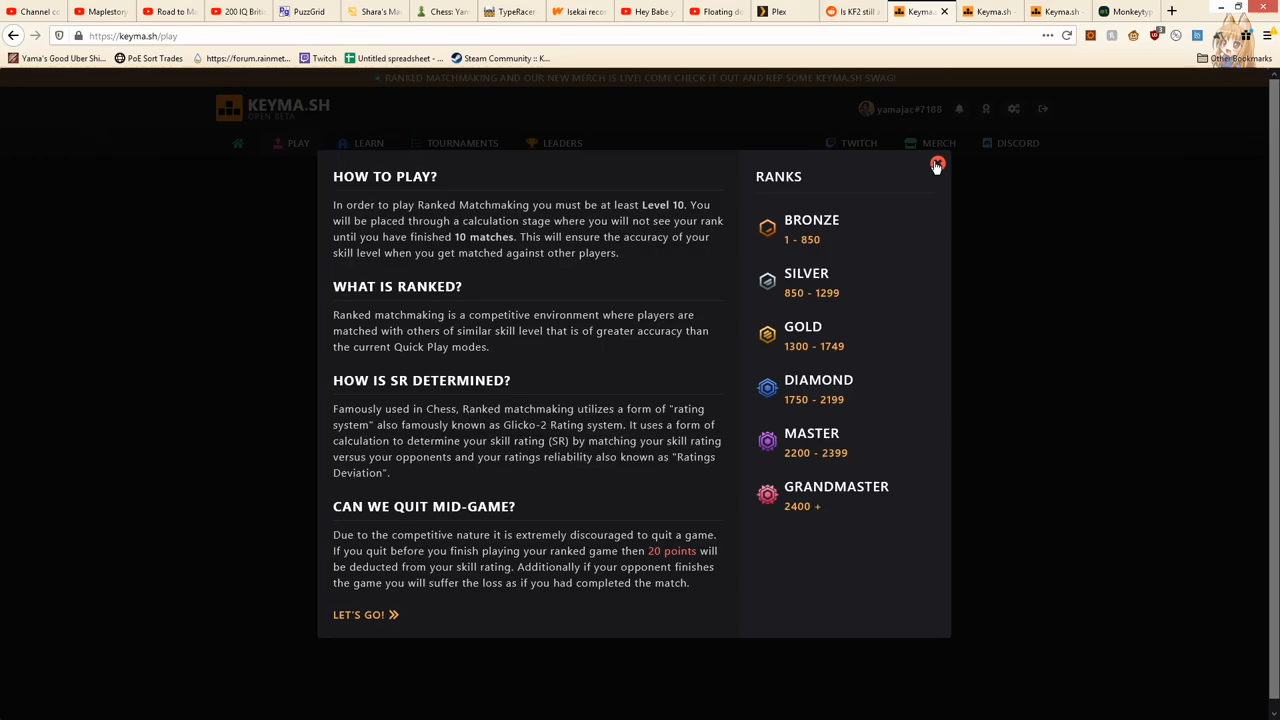 Channel co
Maplestory
Road to Ma
200 IQ Briti
PuzzGrid
Shara's Ma
Chess: Yam
TypeRacer
Isekai recor
Hey Babe y
Floating do
Plex
Is KF2 still a
Keyma.:
Keyma.sh
Keyma.sh -
Monkeytyp
https://keyma.sh/play
Yama's Good Uber Shi...
PoE Sort Trades
https://forum.rainmet...
Twitch
Untitled spreadsheet -...
Steam Community :: K...
Other Bookmarks
RANKED MATCHMAKING AND OUR NEW MERCH IS LIVE! COME CHECK IT OUT AND REP SOME KEYMA.SH SWAG!
KEYMA.SH
OPEN BETA
yamajac#7188
PLAY
LEARN
TOURNAMENTS
LEADERS
TWITCH
MERCH
DISCORD
HOW TO PLAY?
In order to play Ranked Matchmaking you must be at least Level 10. You
will be placed through a calculation stage where you will not see your rank
until you have finished 10 matches. This will ensure the accuracy of your
skill level when you get matched against other players.
WHAT IS RANKED?
Ranked matchmaking is a competitive environment where players are
matched with others of similar skill level that is of greater accuracy than
the current Quick Play modes.
HOW IS SR DETERMINED?
Famously used in Chess, Ranked matchmaking utilizes a form of "rating
system" also famously known as Glicko-2 Rating system. It uses a form of
calculation to determine your skill rating (SR) by matching your skill rating
versus your opponents and your ratings reliability also known as "Ratings
Deviation".
CAN WE QUIT MID-GAME?
Due to the competitive nature it is extremely discouraged to quit a game.
If you quit before you finish playing your ranked game then 20 points will
be deducted from your skill rating. Additionally if your opponent finishes
the game you will suffer the loss as if you had completed the match.
LET'S GO!
RANKS
BRONZE
1 - 850
SILVER
850 - 1299
GOLD
1300 - 1749
DIAMOND
1750 - 2199
MASTER
2200 - 2399
GRANDMASTER
2400 +